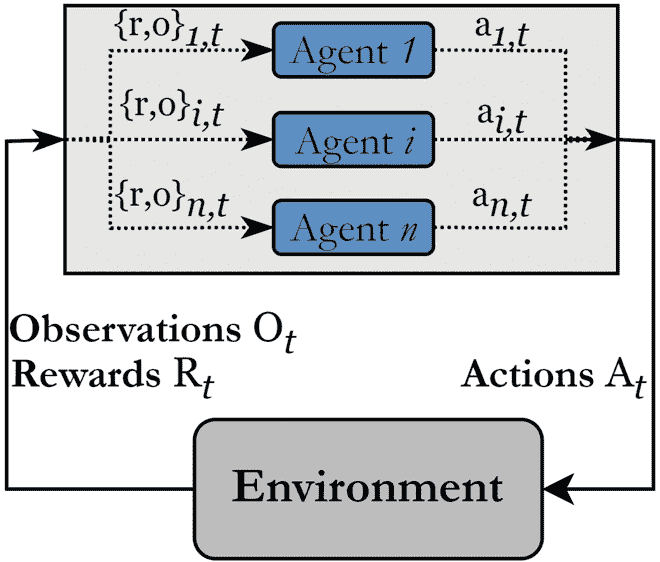 {r,o}1,t Agent 1 a1,t
{r,o}i,t Agent i ai,t
{r,o}n,t Agent n an,t
Observations Ot
Rewards Rt
Actions At
Environment